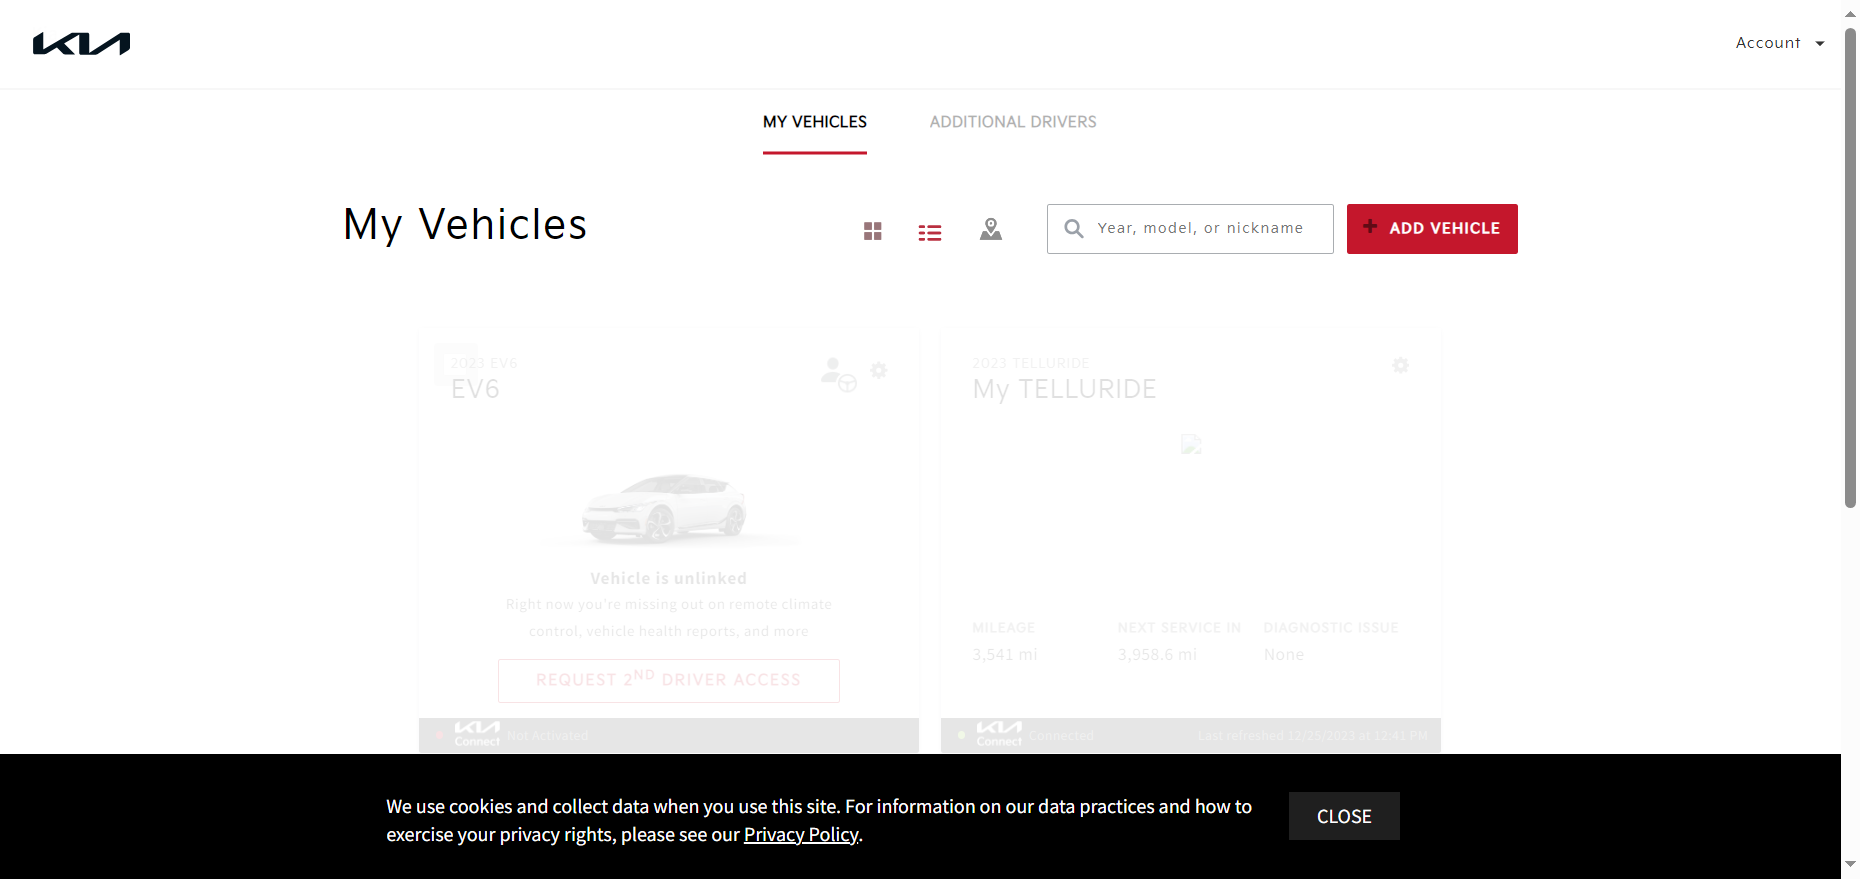 KIA
Account
MY VEHICLES
ADDITIONAL DRIVERS
My Vehicles
Year, model, or nickname
ADD VEHICLE
2023 EV6
EV6
2023 TELLURIDE
My TELLURIDE
Vehicle is unlinked
Right now you're missing out on remote climate
control, vehicle health reports, and more
REQUEST 2ND DRIVER ACCESS
MILEAGE
NEXT SERVICE IN
DIAGNOSTIC ISSUE
3,541 mi
3,958.6 mi
None
KIA
Connect
Not Activated
KIA
Connect
Connected
Last refreshed 12/25/2023 at 12:41 PM
We use cookies and collect data when you use this site. For information on our data practices and how to
exercise your privacy rights, please see our Privacy Policy.
CLOSE